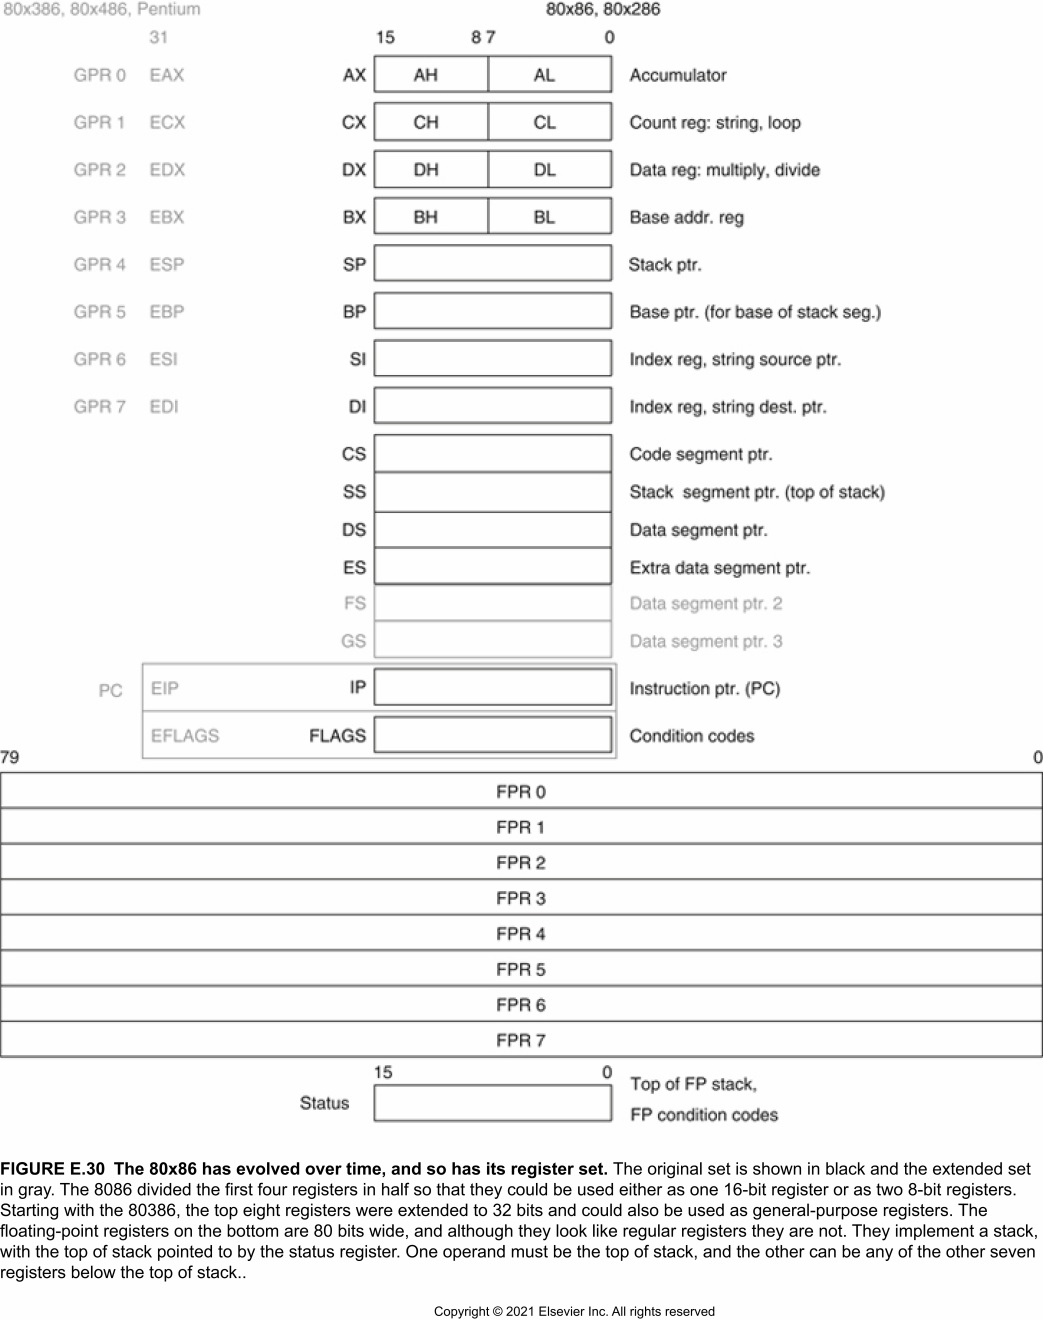 80x386, 80x486, Pentium 80x86, 80x286
31 15 8 7 0
GPR 0 EAX AX AH AL Accumulator
GPR 1 ECX CX CH CL Count reg: string, loop
GPR 2 EDX DX DH DL Data reg: multiply, divide
GPR 3 EBX BX BH BL Base addr. reg
GPR 4 ESP SP Stack ptr.
GPR 5 EBP BP Base ptr. (for base of stack seg.)
GPR 6 ESI SI Index reg, string source ptr.
GPR 7 EDI DI Index reg, string dest. ptr.
CS Code segment ptr.
SS Stack segment ptr. (top of stack)
DS Data segment ptr.
ES Extra data segment ptr.
FS Data segment ptr. 2
GS Data segment ptr. 3
PC EIP IP Instruction ptr. (PC)
EFLAGS FLAGS Condition codes
79 0
FPR 0
FPR 1
FPR 2
FPR 3
FPR 4
FPR 5
FPR 6
FPR 7
15 0
Status Top of FP stack,
FP condition codes
FIGURE E.30 The 80x86 has evolved over time, and so has its register set. The original set is shown in black and the extended set
in gray. The 8086 divided the first four registers in half so that they could be used either as one 16-bit register or as two 8-bit registers.
Starting with the 80386, the top eight registers were extended to 32 bits and could also be used as general-purpose registers. The
floating-point registers on the bottom are 80 bits wide, and although they look like regular registers they are not. They implement a stack,
with the top of stack pointed to by the status register. One operand must be the top of stack, and the other can be any of the other seven
registers below the top of stack..
Copyright © 2021 Elsevier Inc. All rights reserved